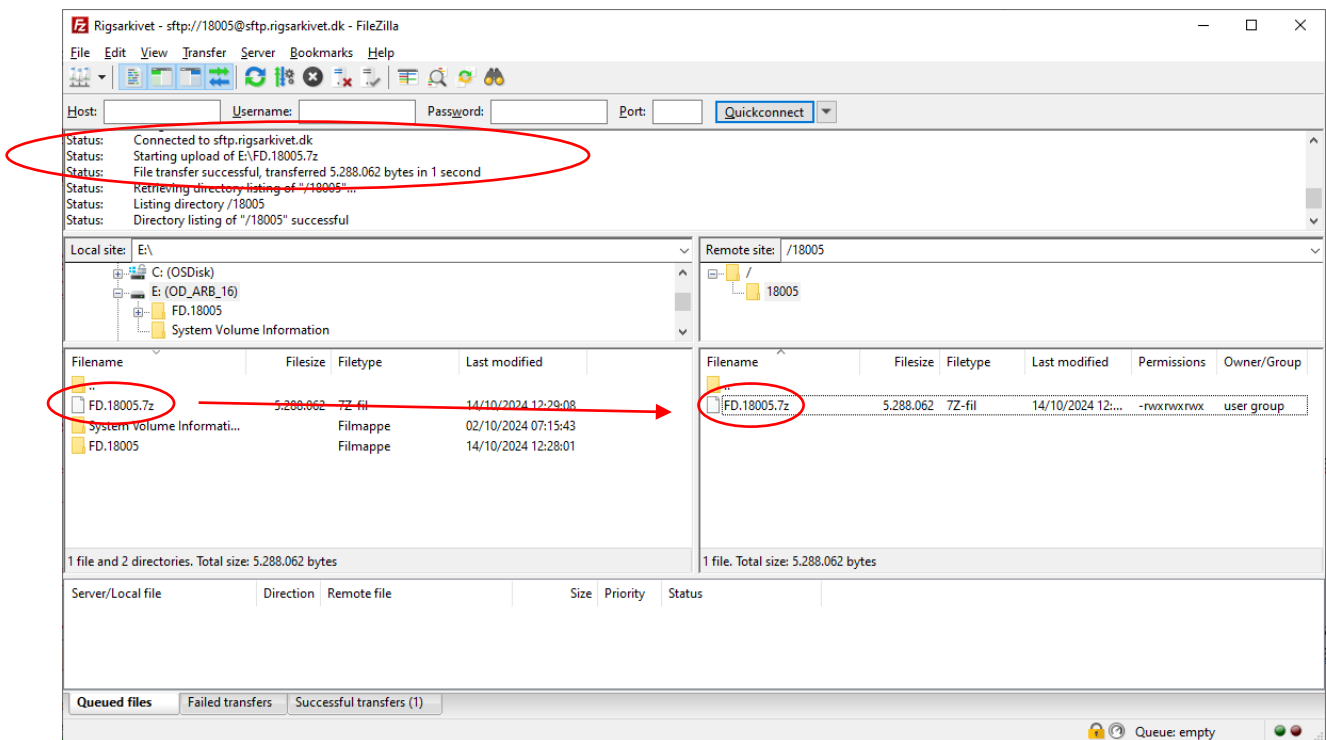 Rigsarkivet - sftp://18005@sftp.rigsarkivet.dk - FileZilla
File Edit View Transfer Server Bookmarks Help
Host: Username: Password: Port: Quickconnect
Status: Connected to sftp.rigsarkivet.dk
Status: Starting upload of E:\FD.18005.7z
Status: File transfer successful, transferred 5.288.062 bytes in 1 second
Status: Retrieving directory listing of "/18005"...
Status: Listing directory /18005
Status: Directory listing of "/18005" successful
Local site: E:\
C: (OSDisk)
E: (OD_ARB_16)
FD.18005
System Volume Information
Remote site: /18005
/
18005
Filename Filesize Filetype Last modified
..
FD.18005.7z 5.288.062 7Z-fil 14/10/2024 12:29:08
System Volume Informati... Filmappe 02/10/2024 07:15:43
FD.18005 Filmappe 14/10/2024 12:28:01
1 file and 2 directories. Total size: 5.288.062 bytes
Filename Filesize Filetype Last modified Permissions Owner/Group
..
FD.18005.7z 5.288.062 7Z-fil 14/10/2024 12:... -rwxrwxrwx user group
1 file. Total size: 5.288.062 bytes
Server/Local file Direction Remote file Size Priority Status
Queued files Failed transfers Successful transfers (1)
Queue: empty